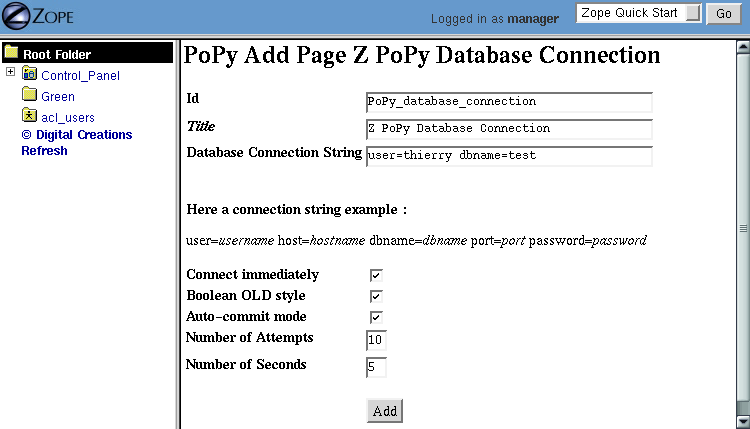 ZOPE
Logged in as manager
Zope Quick Start
Go
Root Folder
Control_Panel
Green
acl_users
© Digital Creations
Refresh
PoPy Add Page Z PoPy Database Connection
Id PoPy_database_connection
Title Z PoPy Database Connection
Database Connection String user=thierry dbname=test
Here a connection string example :
user=username host=hostname dbname=dbname port=port password=password
Connect immediately
Boolean OLD style
Auto-commit mode
Number of Attempts 10
Number of Seconds 5
Add